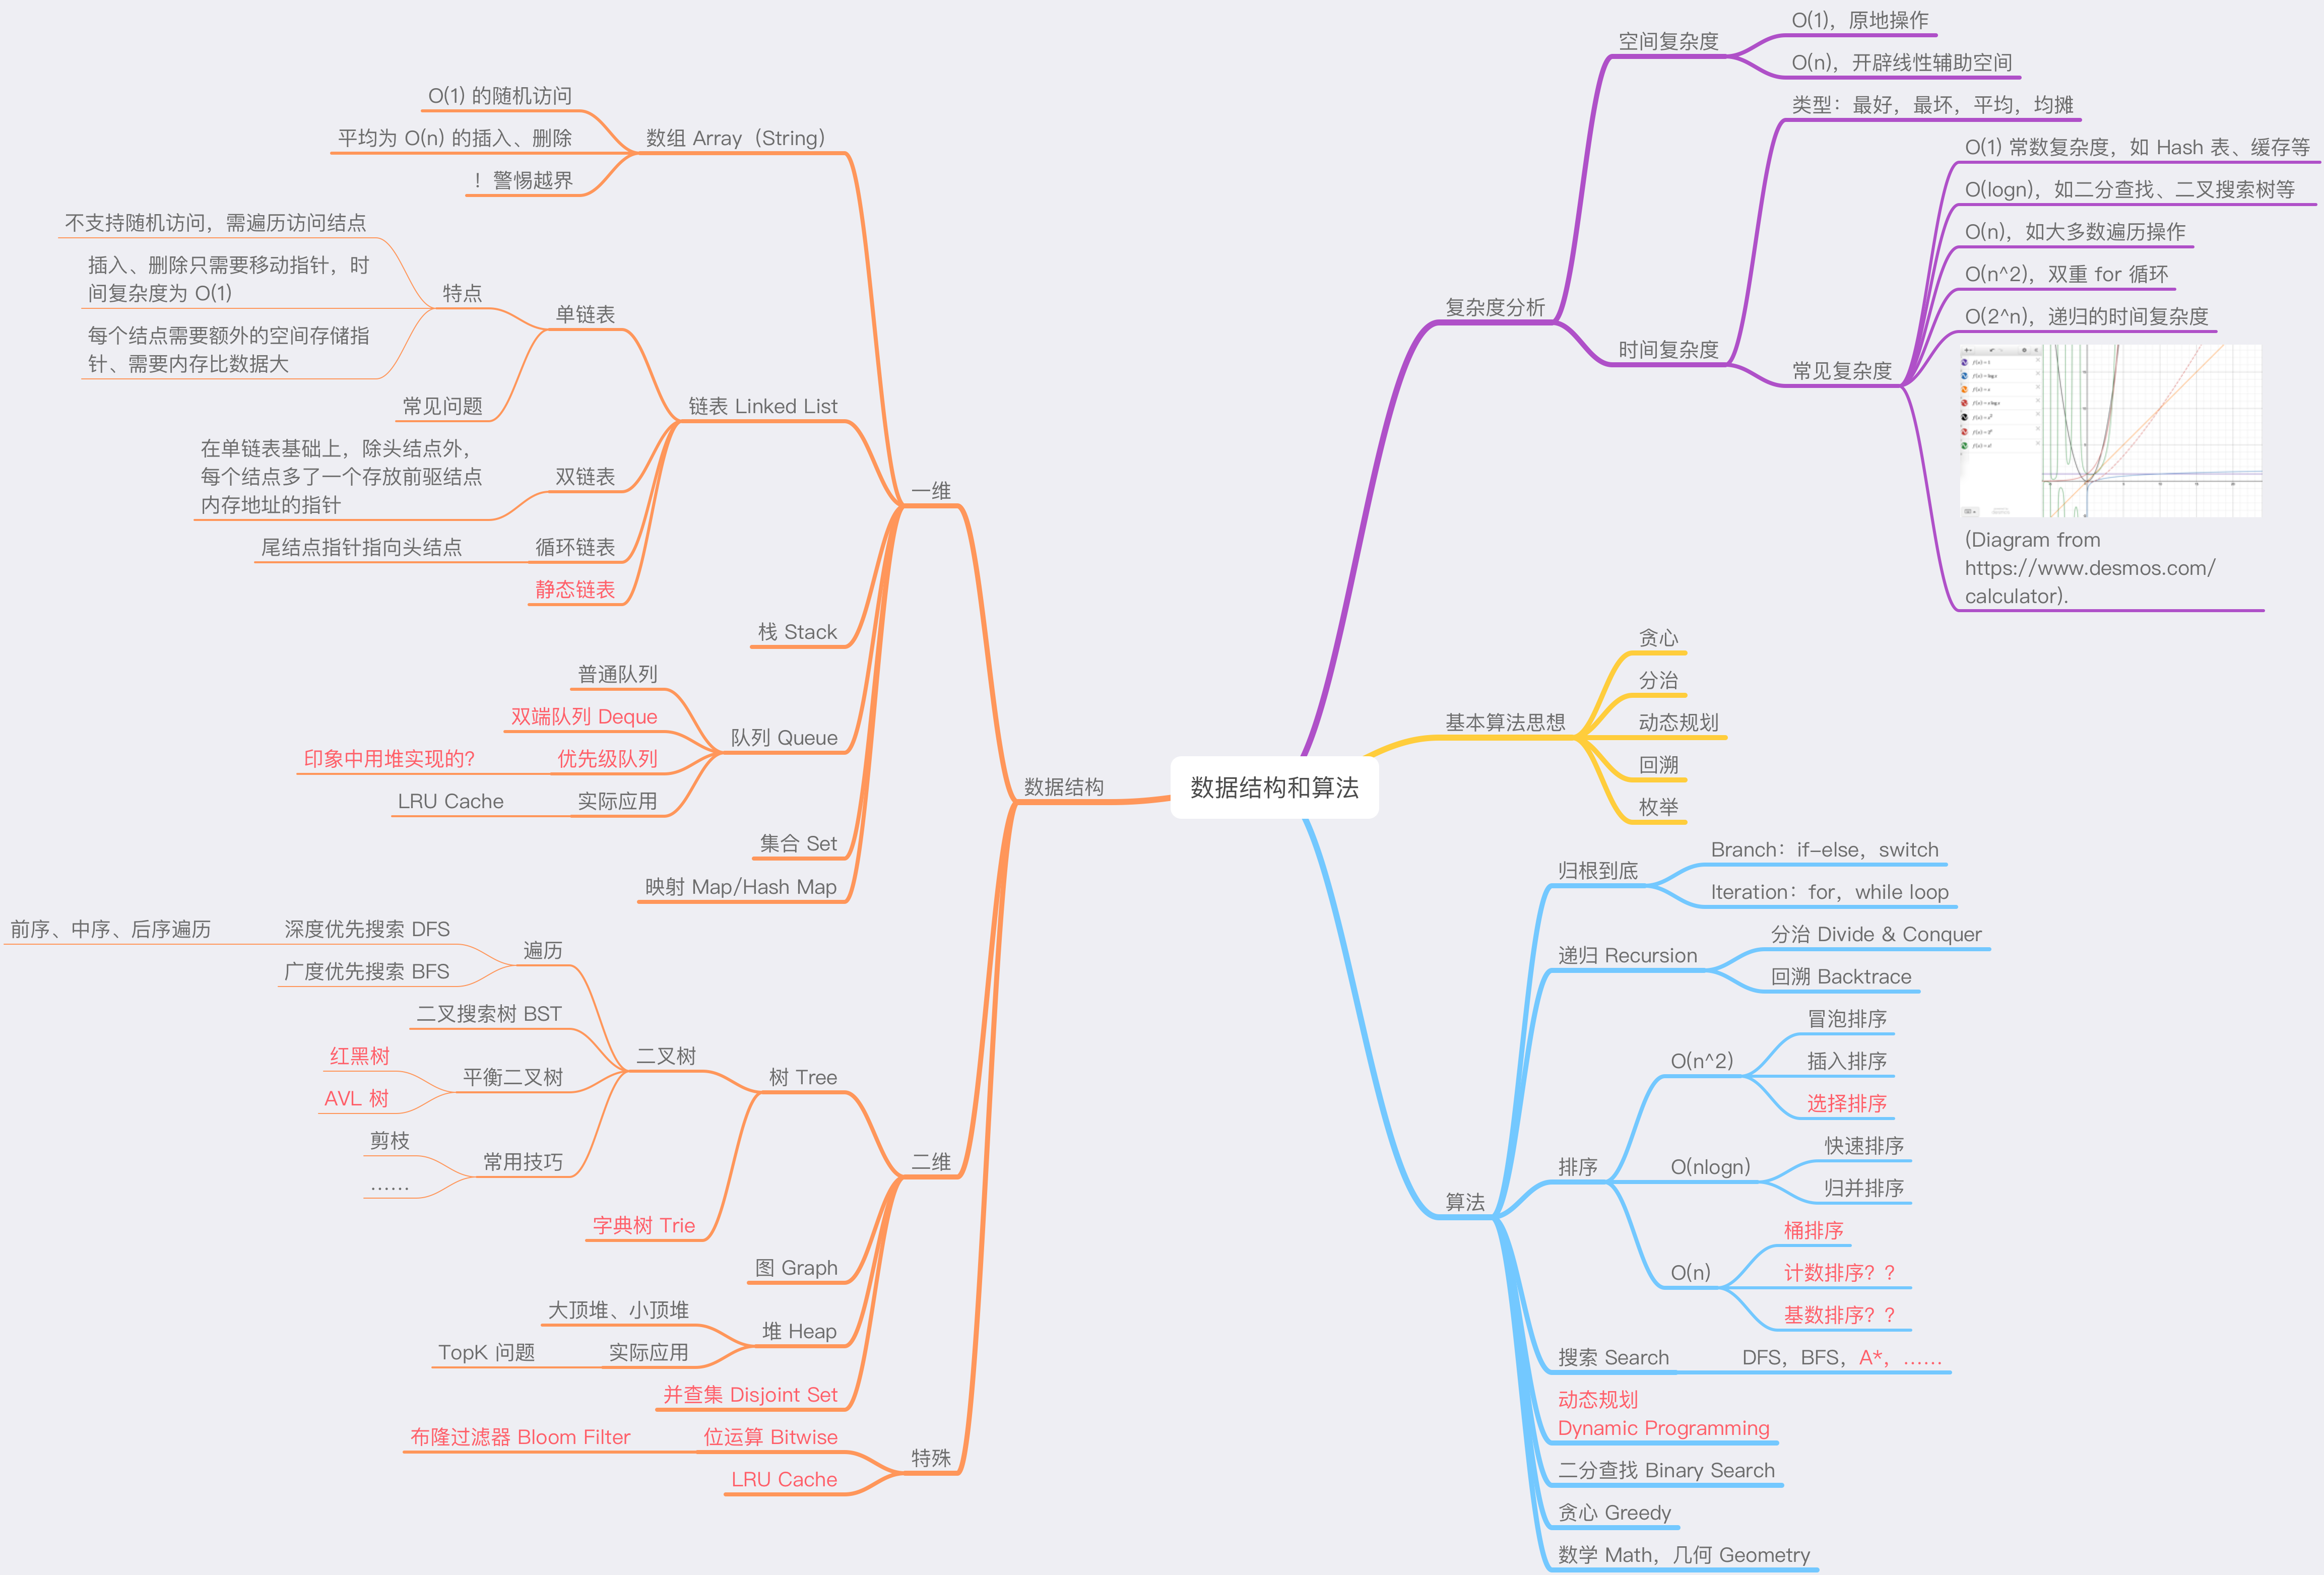 数据结构和算法
复杂度分析
空间复杂度
O(1)，原地操作
O(n)，开辟线性辅助空间
时间复杂度
类型：最好，最坏，平均，均摊
常见复杂度
O(1) 常数复杂度，如 Hash 表、缓存等
O(logn)，如二分查找、二叉搜索树等
O(n)，如大多数遍历操作
O(n^2)，双重 for 循环
O(2^n)，递归的时间复杂度
(Diagram from
https://www.desmos.com/
calculator).
基本算法思想
贪心
分治
动态规划
回溯
枚举
算法
归根到底
Branch：if-else，switch
Iteration：for，while loop
递归 Recursion
分治 Divide & Conquer
回溯 Backtrace
排序
O(n^2)
冒泡排序
插入排序
选择排序
O(nlogn)
快速排序
归并排序
O(n)
桶排序
计数排序？？
基数排序？？
搜索 Search
DFS，BFS，A*，……
动态规划
Dynamic Programming
二分查找 Binary Search
贪心 Greedy
数学 Math，几何 Geometry
数据结构
一维
数组 Array（String）
O(1) 的随机访问
平均为 O(n) 的插入、删除
！警惕越界
链表 Linked List
单链表
特点
不支持随机访问，需遍历访问结点
插入、删除只需要移动指针，时
间复杂度为 O(1)
每个结点需要额外的空间存储指
针、需要内存比数据大
常见问题
双链表
在单链表基础上，除头结点外，
每个结点多了一个存放前驱结点
内存地址的指针
循环链表
尾结点指针指向头结点
静态链表
栈 Stack
队列 Queue
普通队列
双端队列 Deque
优先级队列
印象中用堆实现的？
实际应用
LRU Cache
集合 Set
映射 Map/Hash Map
二维
树 Tree
二叉树
遍历
深度优先搜索 DFS
前序、中序、后序遍历
广度优先搜索 BFS
二叉搜索树 BST
平衡二叉树
红黑树
AVL 树
常用技巧
剪枝
……
字典树 Trie
图 Graph
堆 Heap
大顶堆、小顶堆
实际应用
TopK 问题
并查集 Disjoint Set
特殊
位运算 Bitwise
布隆过滤器 Bloom Filter
LRU Cache